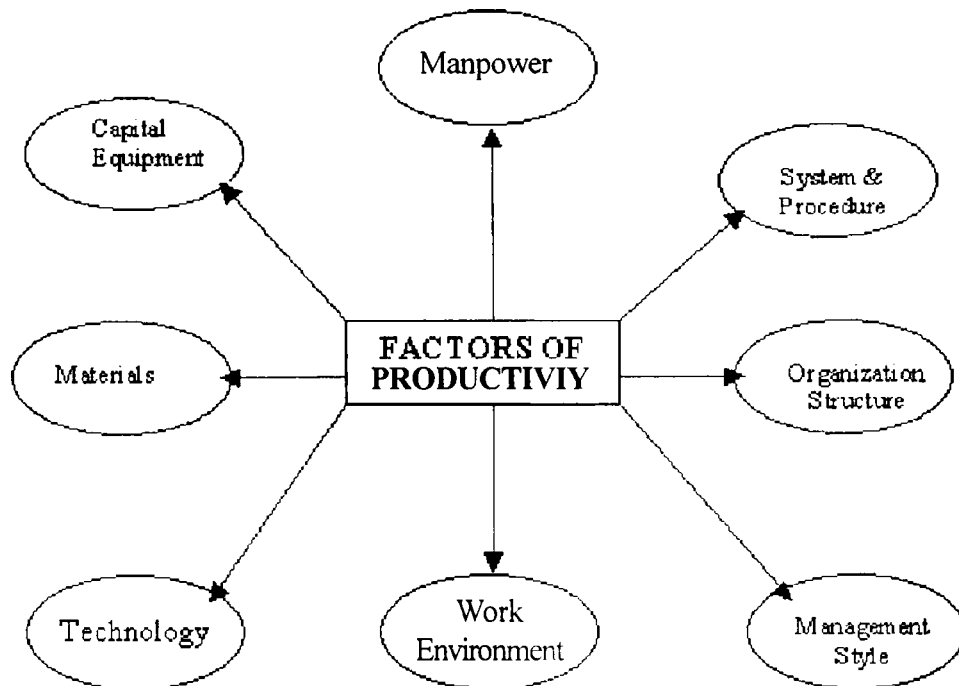 Manpower
Capital
Equipment
System &
Procedure
FACTORS OF
PRODUCTIVIY
Materials
Organization
Structure
Technology
Work
Environment
Management
Style